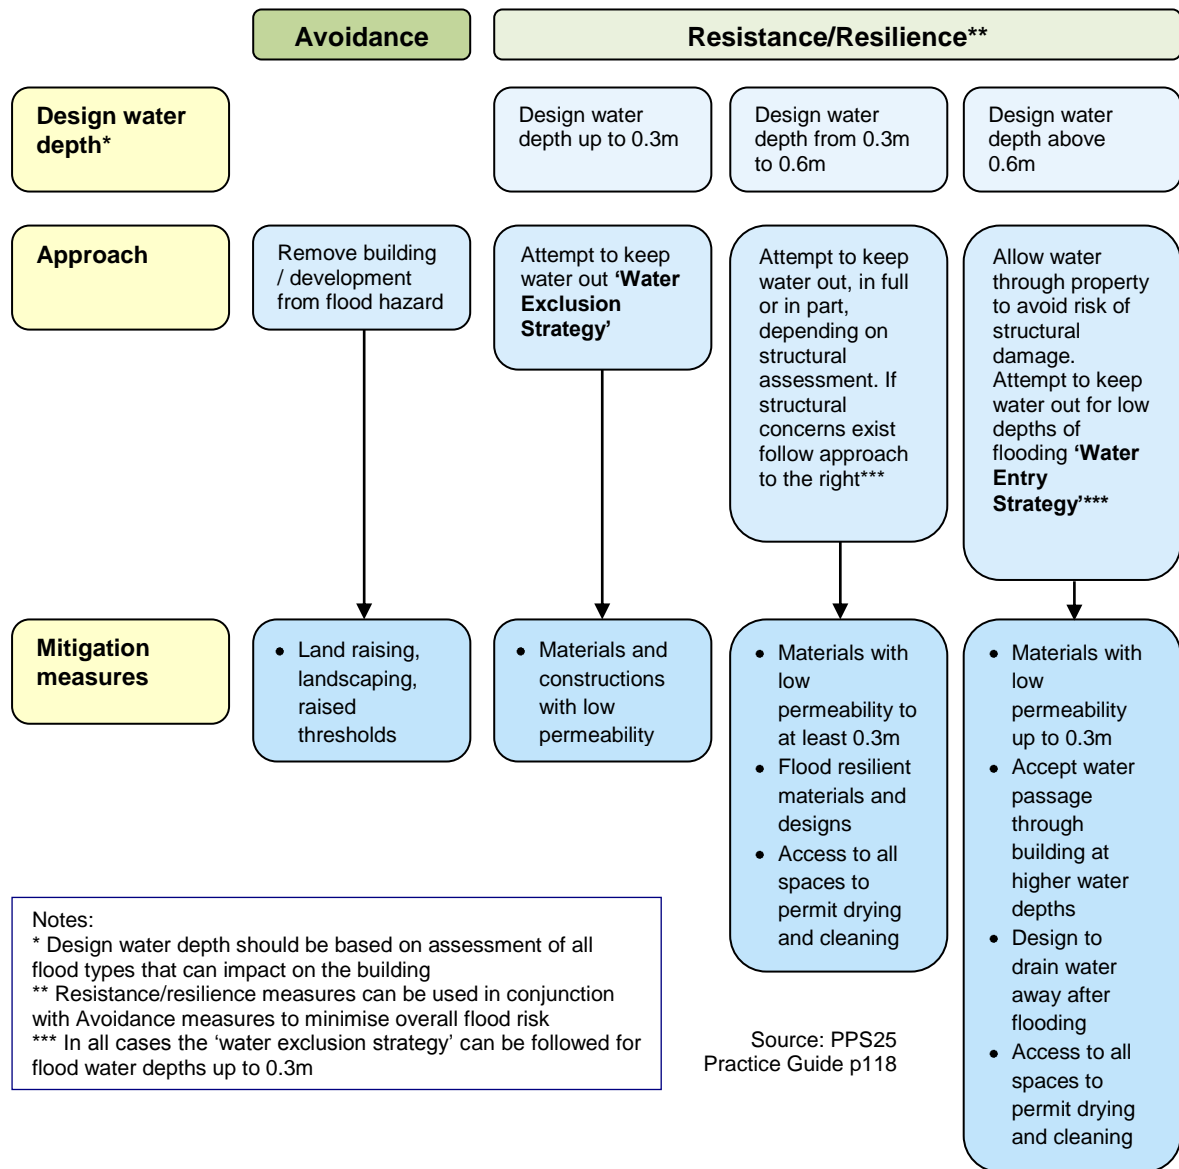 Avoidance
Resistance/Resilience**
Design water
depth*
Design water
depth up to 0.3m
Design water
depth from 0.3m
to 0.6m
Design water
depth above
0.6m
Approach
Remove building
/ development
from flood hazard
Attempt to keep
water out ‘Water
Exclusion
Strategy’
Attempt to keep
water out, in full
or in part,
depending on
structural
assessment. If
structural
concerns exist
follow approach
to the right***
Allow water
through property
to avoid risk of
structural
damage.
Attempt to keep
water out for low
depths of
flooding ‘Water
Entry
Strategy’***
Mitigation
measures
• Land raising,
landscaping,
raised
thresholds
• Materials and
constructions
with low
permeability
• Materials with
low
permeability to
at least 0.3m
• Flood resilient
materials and
designs
• Access to all
spaces to
permit drying
and cleaning
• Materials with
low
permeability
up to 0.3m
• Accept water
passage
through
building at
higher water
depths
• Design to
drain water
away after
flooding
• Access to all
spaces to
permit drying
and cleaning
Notes:
* Design water depth should be based on assessment of all
flood types that can impact on the building
** Resistance/resilience measures can be used in conjunction
with Avoidance measures to minimise overall flood risk
*** In all cases the ‘water exclusion strategy’ can be followed for
flood water depths up to 0.3m
Source: PPS25
Practice Guide p118